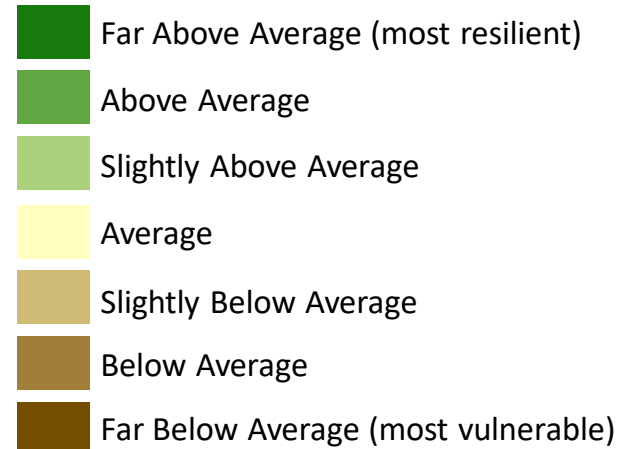 Far Above Average (most resilient)
Above Average
Slightly Above Average
Average
Slightly Below Average
Below Average
Far Below Average (most vulnerable)